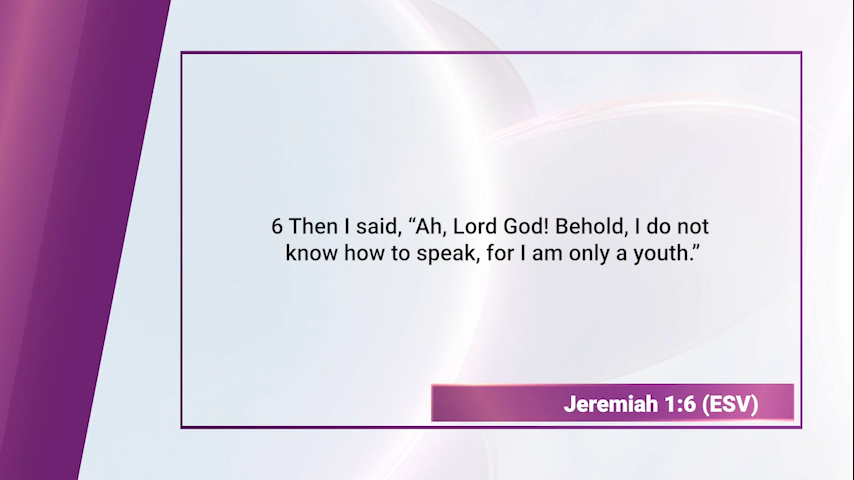 6 Then I said, “Ah, Lord God! Behold, I do not
know how to speak, for I am only a youth.”
Jeremiah 1:6 (ESV)